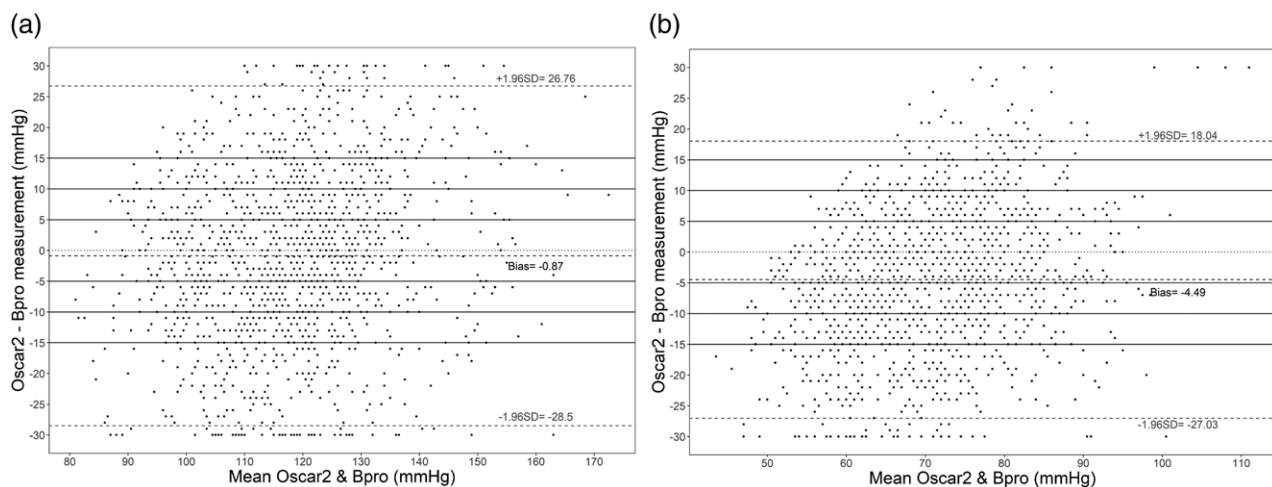 (a)
Oscar2 - Bpro measurement (mmHg)
30
25
20
15
10
5
0
-5
-10
-15
-20
-25
-30
+1.96SD= 26.76
Bias= -0.87
-1.96SD= -28.5
80 90 100 110 120 130 140 150 160 170
Mean Oscar2 & Bpro (mmHg)
(b)
Oscar2 - Bpro measurement (mmHg)
30
25
20
15
10
5
0
-5
-10
-15
-20
-25
-30
+1.96SD= 18.04
Bias= -4.49
-1.96SD= -27.03
50 60 70 80 90 100 110
Mean Oscar2 & Bpro (mmHg)